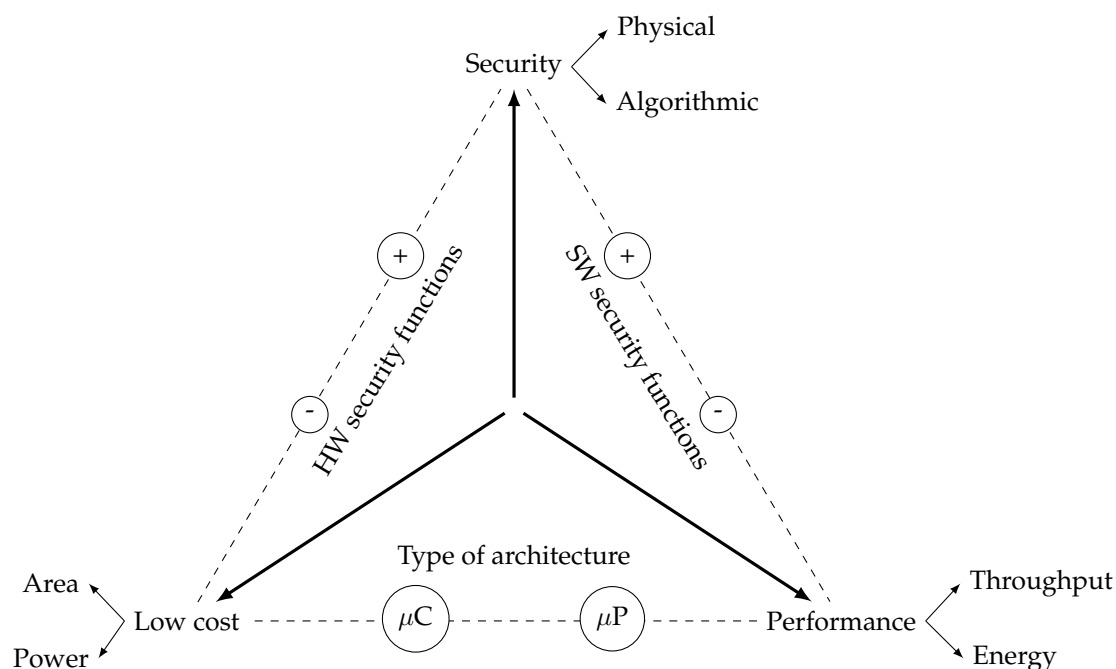 Physical
Security
Algorithmic
+
+
HW security functions
SW security functions
-
-
Type of architecture
Area
Throughput
Low cost
μC
μP
Performance
Power
Energy